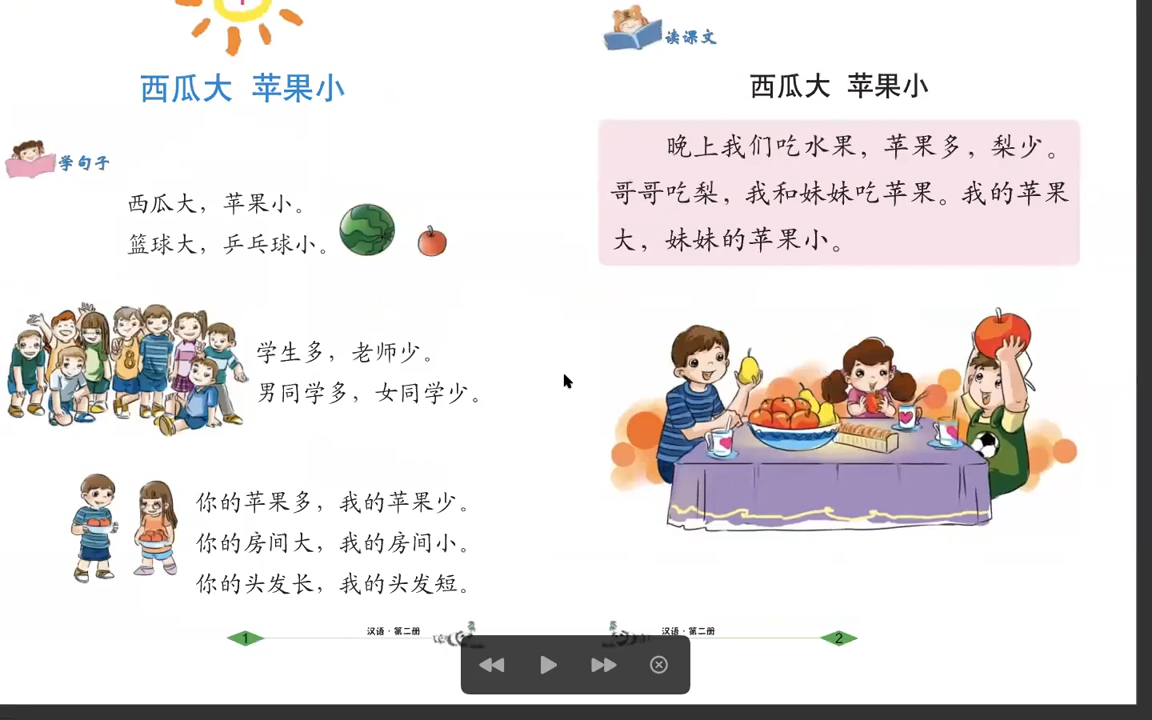 西瓜大 苹果小
学句子
西瓜大，苹果小。
篮球大，乒乓球小。
学生多，老师少。
男同学多，女同学少。
你的苹果多，我的苹果少。
你的房间大，我的房间小。
你的头发长，我的头发短。
1
汉语·第二册
读课文
西瓜大 苹果小
晚上我们吃水果，苹果多，梨少。
哥哥吃梨，我和妹妹吃苹果。我的苹果
大，妹妹的苹果小。
8
汉语·第二册
2